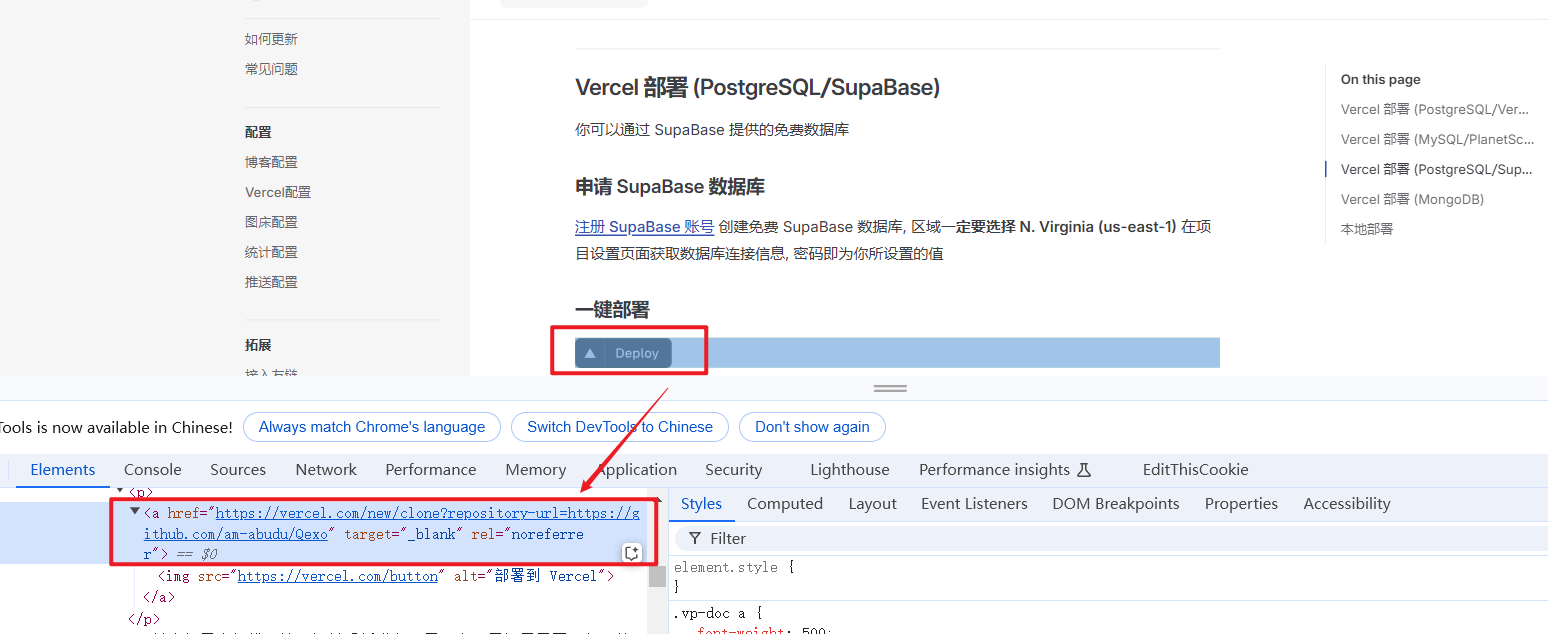 如何更新
常见问题
配置
博客配置
Vercel配置
图床配置
统计配置
推送配置
拓展
接入友链
Vercel 部署 (PostgreSQL/SupaBase)
你可以通过 SupaBase 提供的免费数据库
申请 SupaBase 数据库
注册 SupaBase 账号 创建免费 SupaBase 数据库, 区域一定要选择 N. Virginia (us-east-1) 在项
目设置页面获取数据库连接信息, 密码即为你所设置的值
一键部署
Deploy
On this page
Vercel 部署 (PostgreSQL/Ver...
Vercel 部署 (MySQL/PlanetSc...
Vercel 部署 (PostgreSQL/Sup...
Vercel 部署 (MongoDB)
本地部署
Tools is now available in Chinese! Always match Chrome's language Switch DevTools to Chinese Don't show again
Elements Console Sources Network Performance Memory Application Security Lighthouse Performance insights EditThisCookie
<p>
<a href="https://vercel.com/new/clone?repository-url=https://g
ithub.com/am-abudu/Qexo" target="_blank" rel="noreferre
r"> == $0
<img src="https://vercel.com/button" alt="部署到 Vercel">
</a>
</p>
Styles Computed Layout Event Listeners DOM Breakpoints Properties Accessibility
Filter
element.style {
}
.vp-doc a {
font-weight: 500;